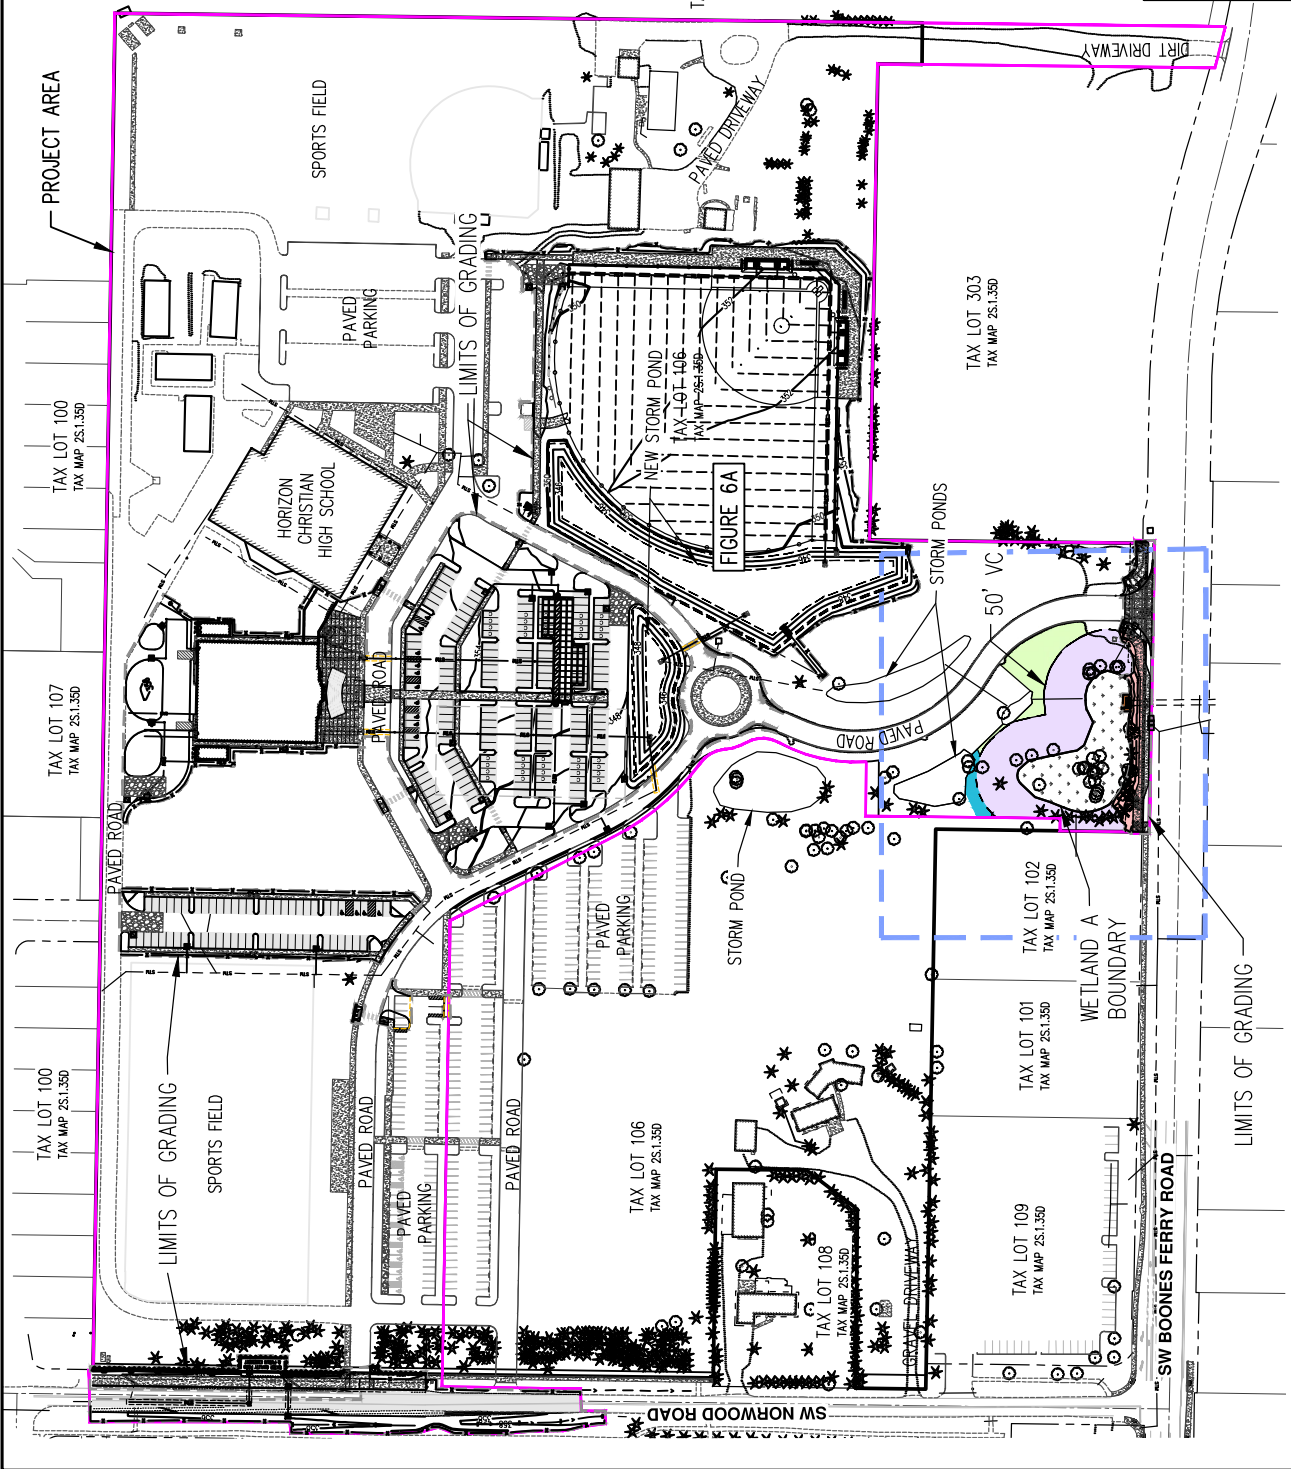 PROJECT AREA
SPORTS FIELD
DIRT DRIVEWAY
PAVED DRIVEWAY
LIMITS OF GRADING
PAVED
PARKING
TAX LOT 100
TAX MAP 2S.1.35D
HORIZON
CHRISTIAN
HIGH SCHOOL
NEW STORM POND
TAX LOT 106
TAX MAP 2S.1.35D
FIGURE 6A
TAX LOT 303
TAX MAP 2S.1.35D
STORM PONDS
50' VC
TAX LOT 107
TAX MAP 2S.1.35D
PAVED ROAD
PAVED ROAD
PAVED ROAD
STORM POND
PAVED
PARKING
TAX LOT 102
TAX MAP 2S.1.35D
WETLAND A
BOUNDARY
LIMITS OF GRADING
TAX LOT 101
TAX MAP 2S.1.35D
TAX LOT 100
TAX MAP 2S.1.35D
LIMITS OF GRADING
SPORTS FIELD
PAVED ROAD
PAVED
PARKING
PAVED ROAD
TAX LOT 106
TAX MAP 2S.1.35D
TAX LOT 108
TAX MAP 2S.1.35D
GRAVEL DRIVEWAY
TAX LOT 109
TAX MAP 2S.1.35D
SW BOONES FERRY ROAD
SW NORWOOD ROAD